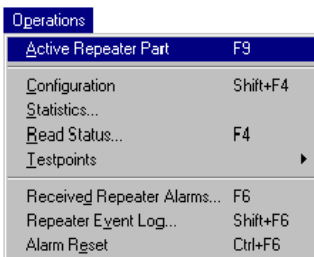 Operations
Active Repeater Part F9
Configuration Shift+F4
Statistics...
Read Status... F4
Testpoints
Received Repeater Alarms... F6
Repeater Event Log... Shift+F6
Alarm Reset Ctrl+F6